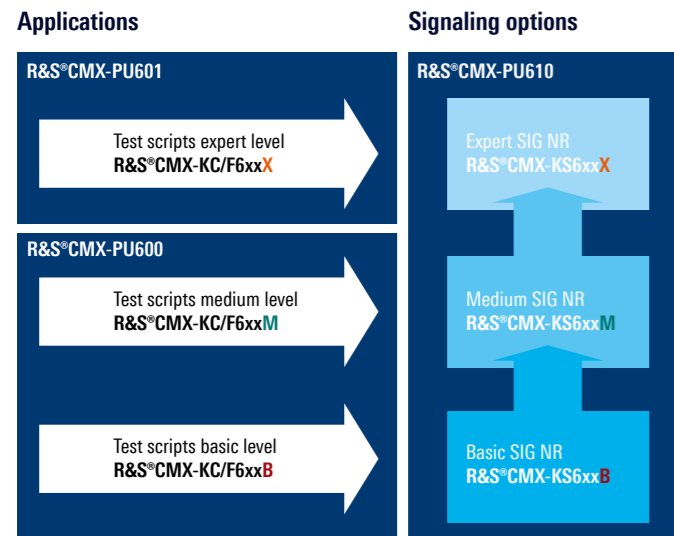 Applications
R&S®CMX-PU601
Test scripts expert level
R&S®CMX-KC/F6xxX
R&S®CMX-PU600
Test scripts medium level
R&S®CMX-KC/F6xxM
Test scripts basic level
R&S®CMX-KC/F6xxB
Signaling options
R&S®CMX-PU610
Expert SIG NR
R&S®CMX-KS6xxX
Medium SIG NR
R&S®CMX-KS6xxM
Basic SIG NR
R&S®CMX-KS6xxB